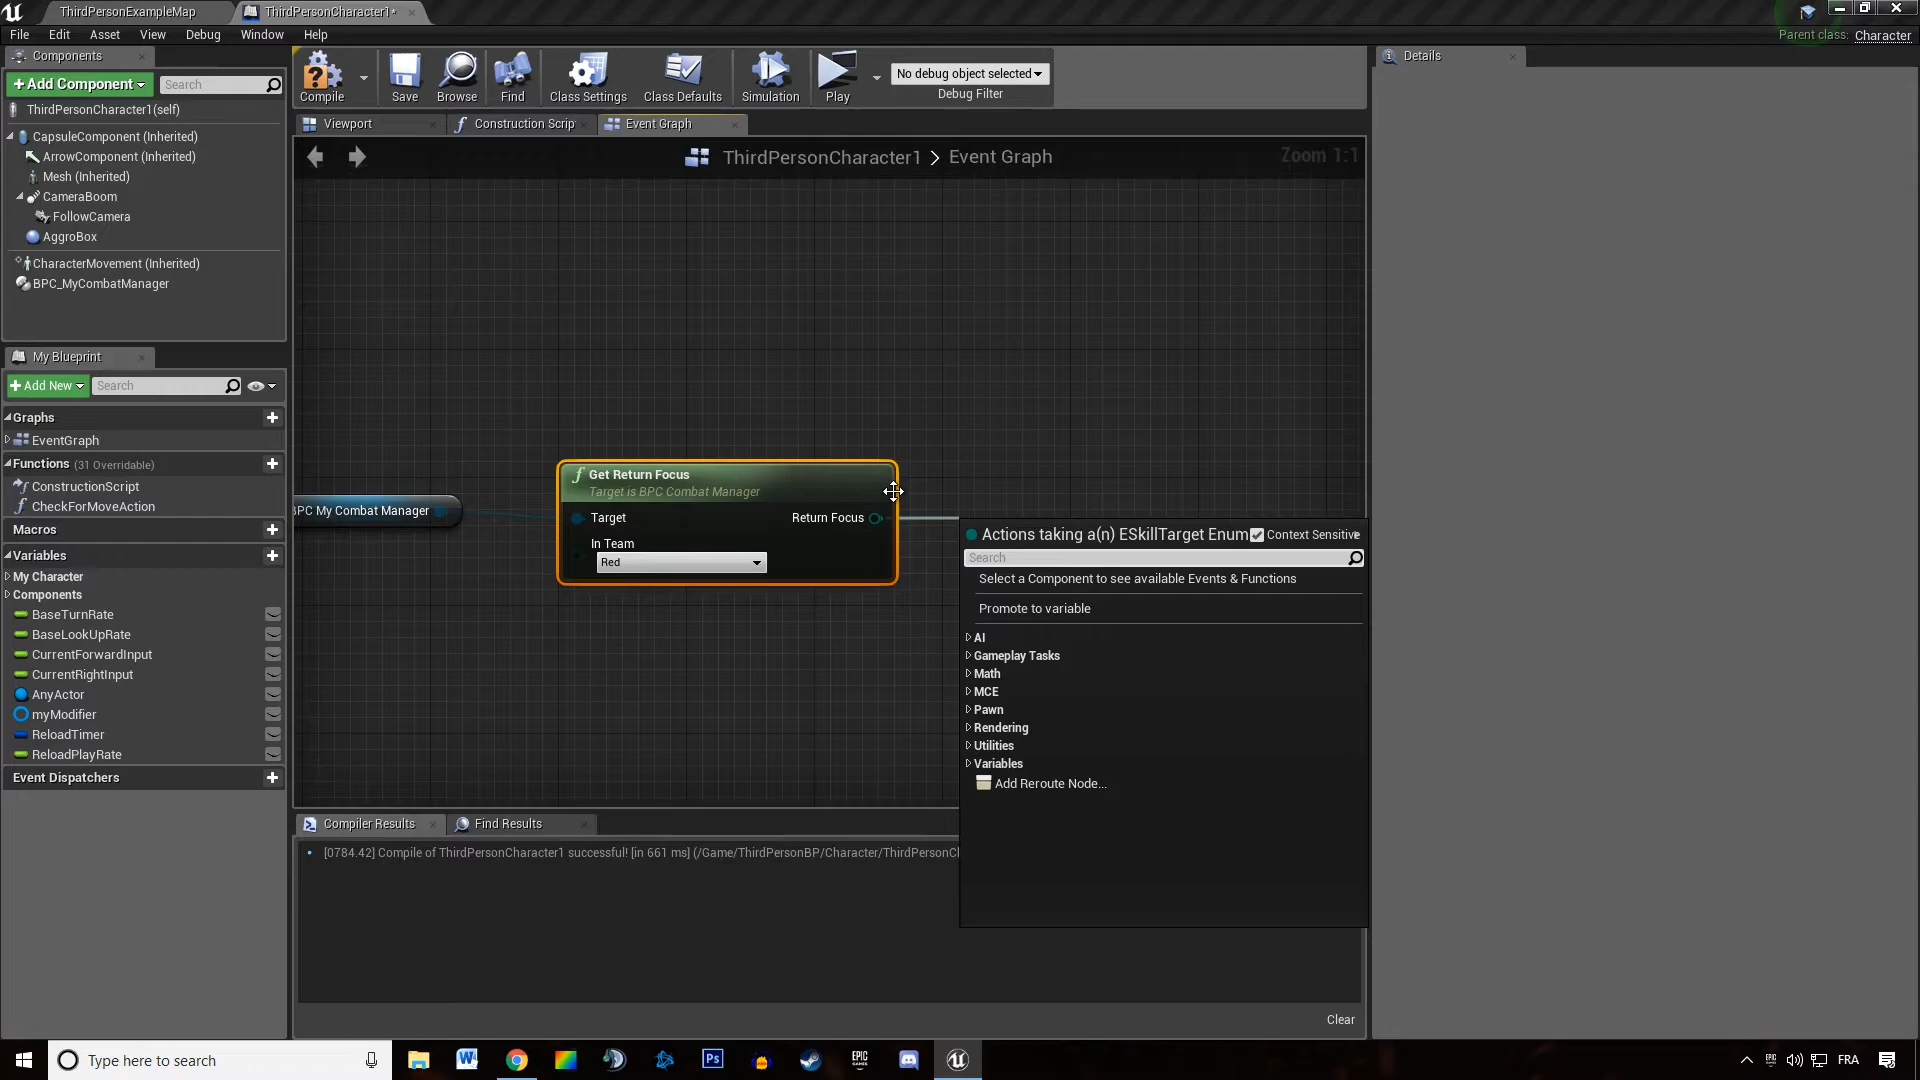 ThirdPersonExampleMap
ThirdPersonCharacter1*
File Edit Asset View Debug Window Help
Parent class: Character
Components
+ Add Component
Search
ThirdPersonCharacter1(self)
CapsuleComponent (Inherited)
ArrowComponent (Inherited)
Mesh (Inherited)
CameraBoom
FollowCamera
AggroBox
CharacterMovement (Inherited)
BPC_MyCombatManager
My Blueprint
+ Add New
Search
Graphs
EventGraph
Functions (31 Overridable)
ConstructionScript
CheckForMoveAction
Macros
Variables
My Character
Components
BaseTurnRate
BaseLookUpRate
CurrentForwardInput
CurrentRightInput
AnyActor
myModifier
ReloadTimer
ReloadPlayRate
Event Dispatchers
Compile Save Browse Find Class Settings Class Defaults Simulation Play
No debug object selected
Debug Filter
Viewport
Construction Scrip
Event Graph
ThirdPersonCharacter1 > Event Graph
Zoom 1:1
BPC My Combat Manager
Get Return Focus
Target is BPC Combat Manager
Target
Return Focus
In Team
Red
Actions taking a(n) ESkillTarget Enum
Context Sensitive
Search
Select a Component to see available Events & Functions
Promote to variable
AI
Gameplay Tasks
Math
MCE
Pawn
Rendering
Utilities
Variables
Add Reroute Node...
Compiler Results
Find Results
[0784.42] Compile of ThirdPersonCharacter1 successful! [in 661 ms] (/Game/ThirdPersonBP/Character/ThirdPersonCl
Clear
Details
Type here to search
W
Ps
EPIC GAMES
EPIC GAMES
FRA